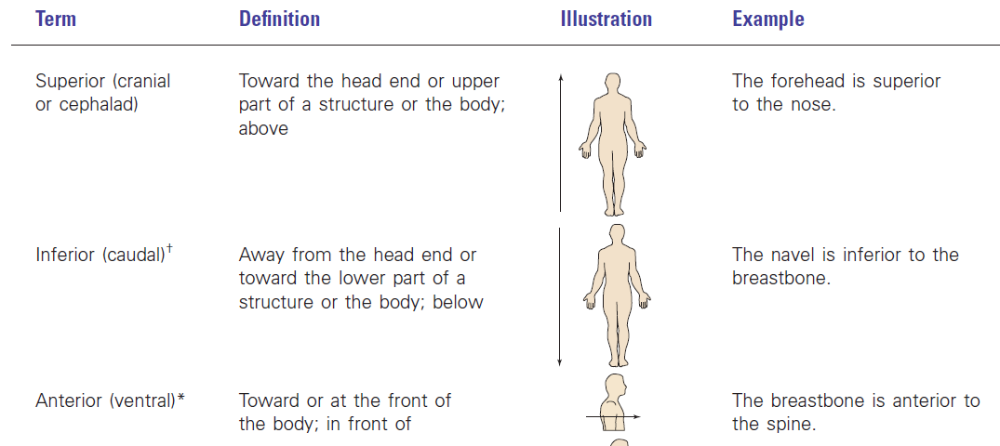 Term Definition Illustration Example
Superior (cranial Toward the head end or upper The forehead is superior
or cephalad) part of a structure or the body; to the nose.
above
Inferior (caudal)† Away from the head end or The navel is inferior to the
toward the lower part of a breastbone.
structure or the body; below
Anterior (ventral)* Toward or at the front of The breastbone is anterior to
the body; in front of the spine.